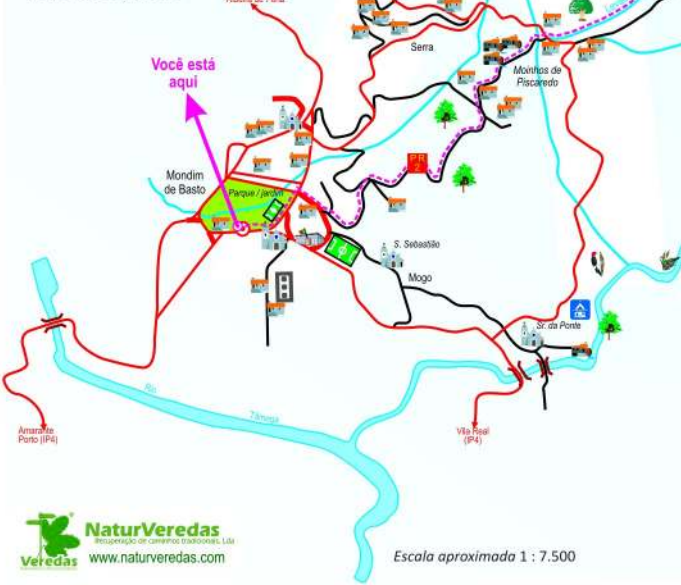 Serra
Você está
aqui
Moinhos de
Piscaredo
PR
2
Mondim
de Basto
Parque / jardim
S. Sebastião
Mogo
Sr. da Ponte
Rio
Tâmega
Amarante
Porto (IP4)
Vila Real
(IP4)
NaturVeredas
Recuperação de caminhos tradicionais, Lda
Veredas
www.naturveredas.com
Escala aproximada 1 : 7.500